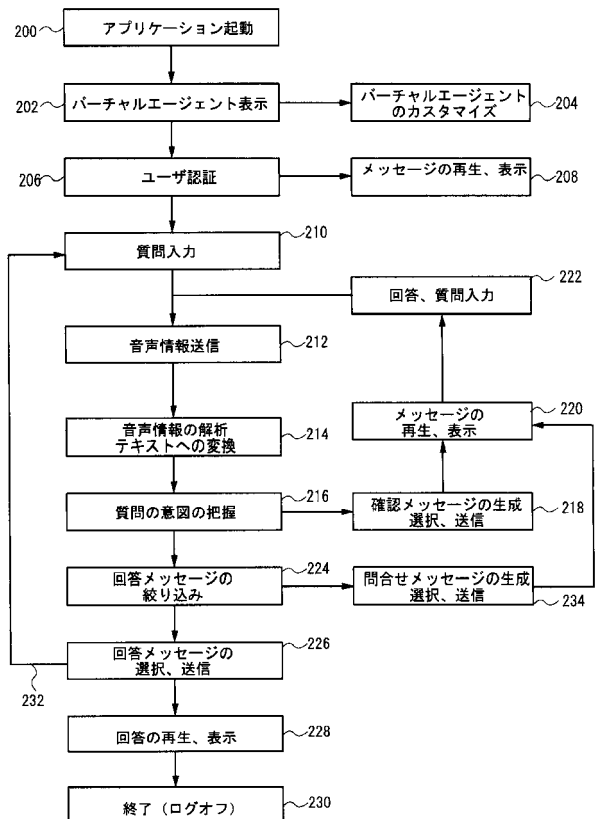 200
アプリケーション起動
202
バーチャルエージェント表示
バーチャルエージェント
のカスタマイズ
204
206
ユーザ認証
メッセージの再生、表示
208
質問入力
210
回答、質問入力
222
音声情報送信
212
音声情報の解析
テキストへの変換
214
メッセージの
再生、表示
220
質問の意図の把握
216
確認メッセージの生成
選択、送信
218
回答メッセージの
絞り込み
224
問合せメッセージの生成
選択、送信
234
回答メッセージの
選択、送信
226
232
回答の再生、表示
228
終了（ログオフ）
230